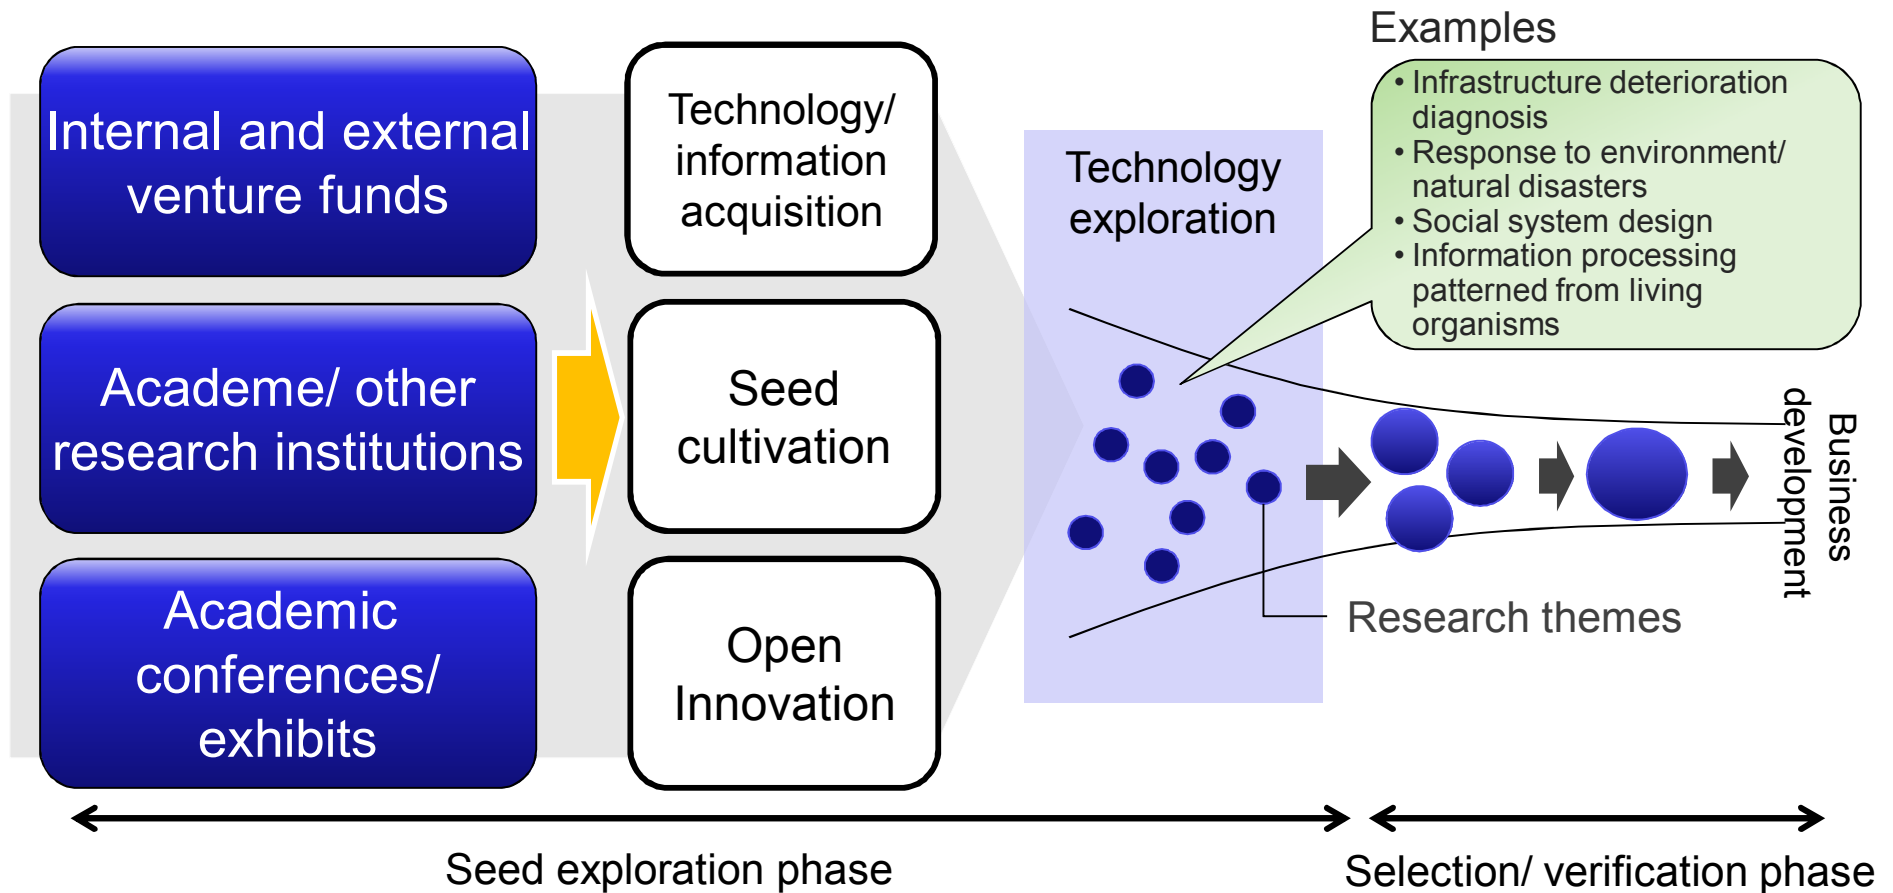 Internal and external
venture funds
Academe/ other
research institutions
Academic
conferences/
exhibits
Technology/
information
acquisition
Seed
cultivation
Open
Innovation
Technology
exploration
Examples
• Infrastructure deterioration
diagnosis
• Response to environment/
natural disasters
• Social system design
• Information processing
patterned from living
organisms
Research themes
Business
development
Seed exploration phase
Selection/ verification phase